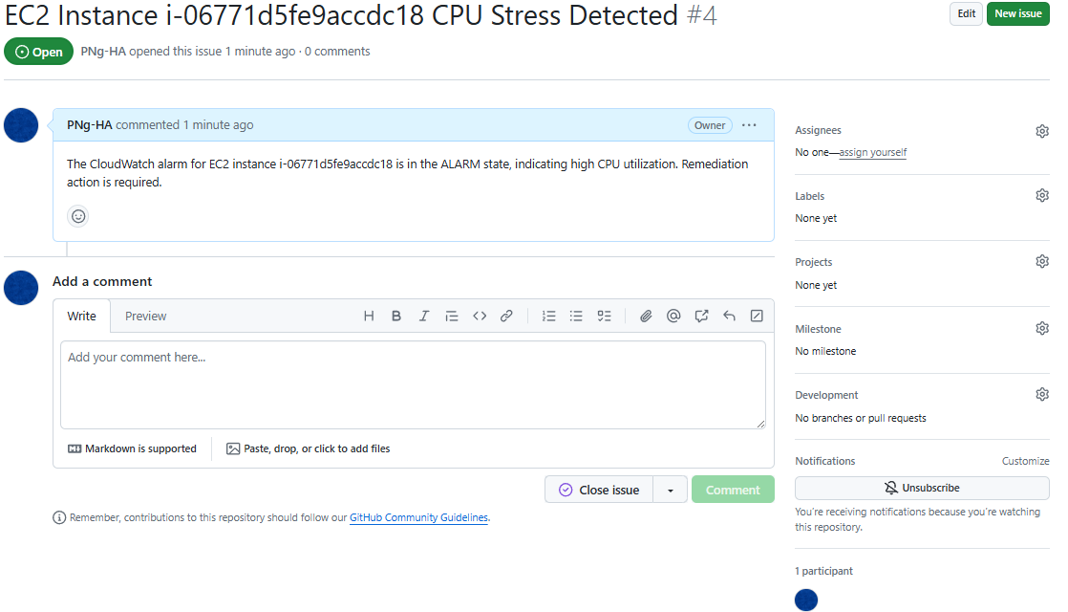 EC2 Instance i-06771d5fe9accdc18 CPU Stress Detected #4
Edit
New issue
Open
PNg-HA opened this issue 1 minute ago · 0 comments
PNg-HA commented 1 minute ago
Owner
The CloudWatch alarm for EC2 instance i-06771d5fe9accdc18 is in the ALARM state, indicating high CPU utilization. Remediation
action is required.
Add a comment
Write
Preview
Add your comment here...
Markdown is supported
Paste, drop, or click to add files
Close issue
Comment
Remember, contributions to this repository should follow our GitHub Community Guidelines.
Assignees
No one—assign yourself
Labels
None yet
Projects
None yet
Milestone
No milestone
Development
No branches or pull requests
Notifications
Customize
Unsubscribe
You're receiving notifications because you're watching
this repository.
1 participant